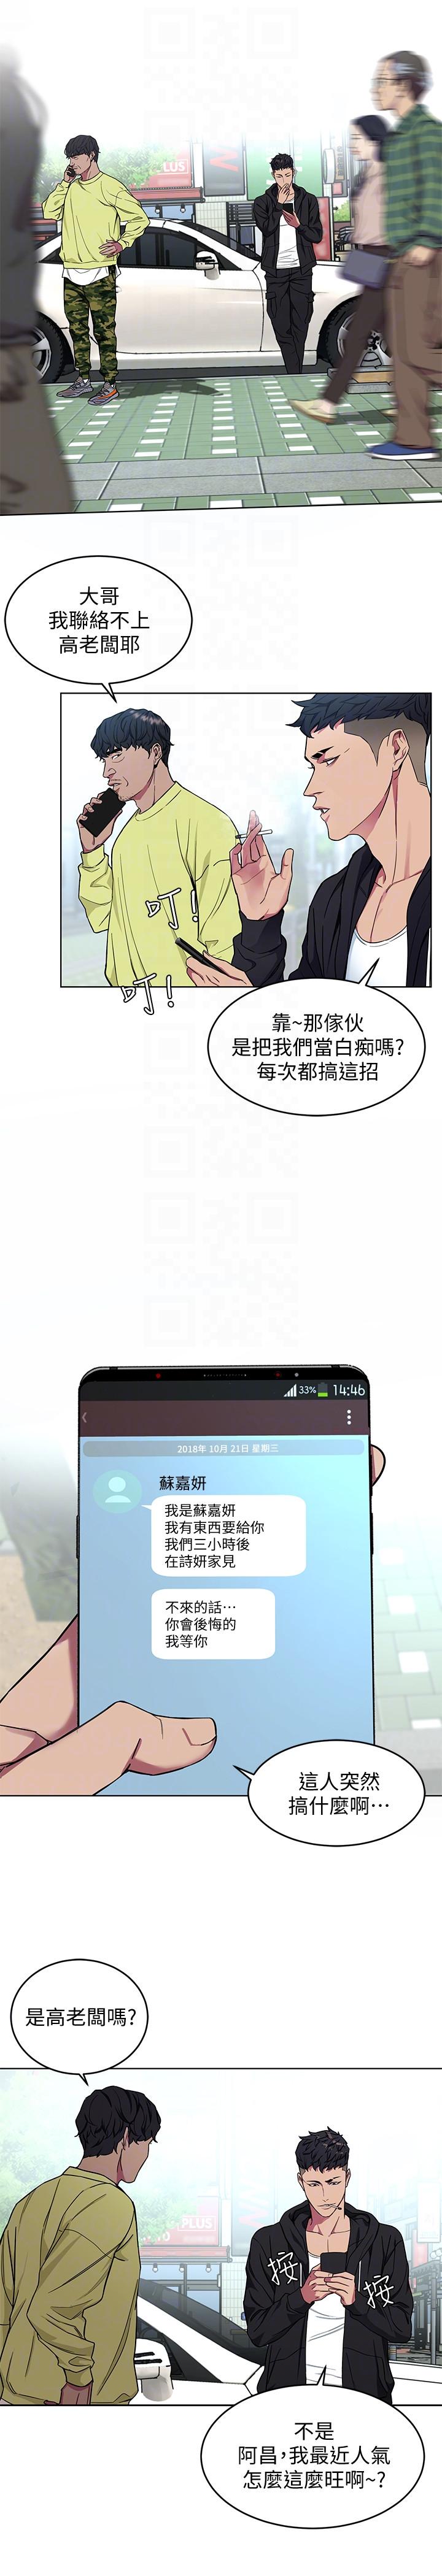 PLUS
大哥
我聯絡不上
高老闆耶
叮!
叮!
靠~那傢伙
是把我們當白痴嗎?
每次都搞這招
33% 14:46
2018年 10月 21日 星期三
蘇嘉妍
我是蘇嘉妍
我有東西要給你
我們三小時後
在詩妍家見
不來的話…
你會後悔的
我等你
這人突然
搞什麼啊…
是高老闆嗎?
PLUS
按
按
不是
阿昌,我最近人氣
怎麼這麼旺啊~?